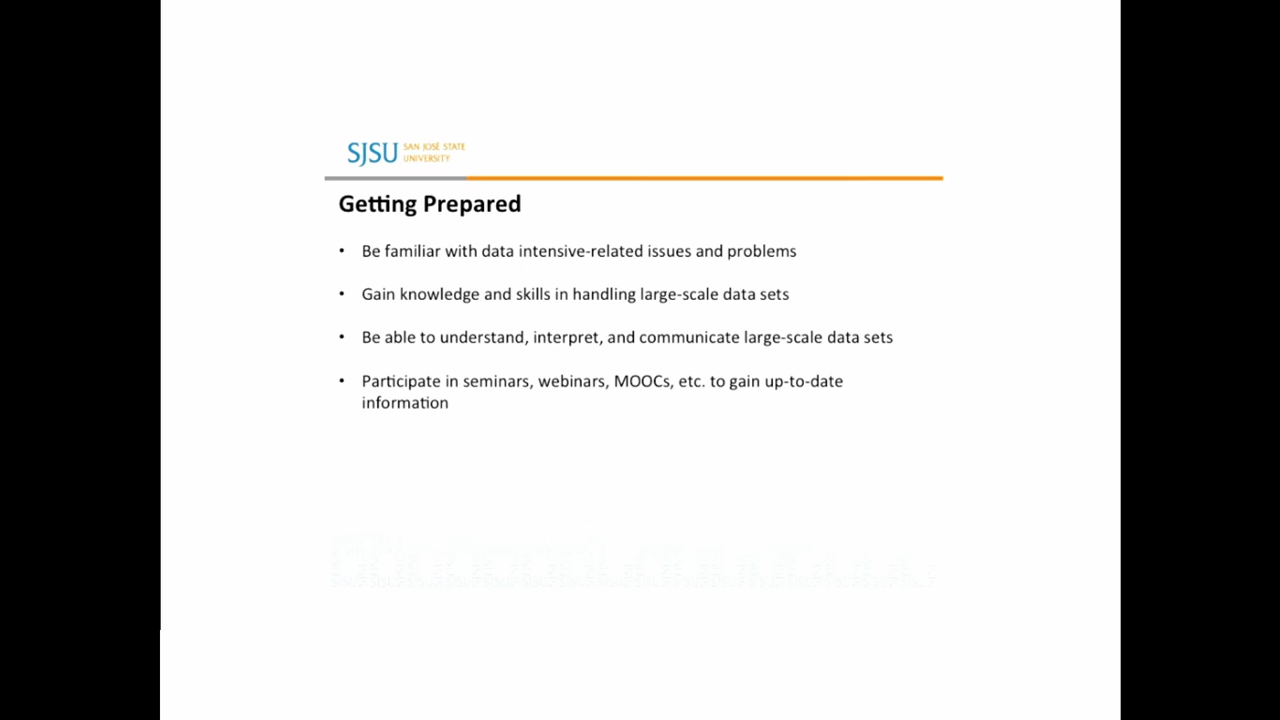 SJSU SAN JOSÉ STATE
UNIVERSITY
Getting Prepared
• Be familiar with data intensive-related issues and problems
• Gain knowledge and skills in handling large-scale data sets
• Be able to understand, interpret, and communicate large-scale data sets
• Participate in seminars, webinars, MOOCs, etc. to gain up-to-date
information